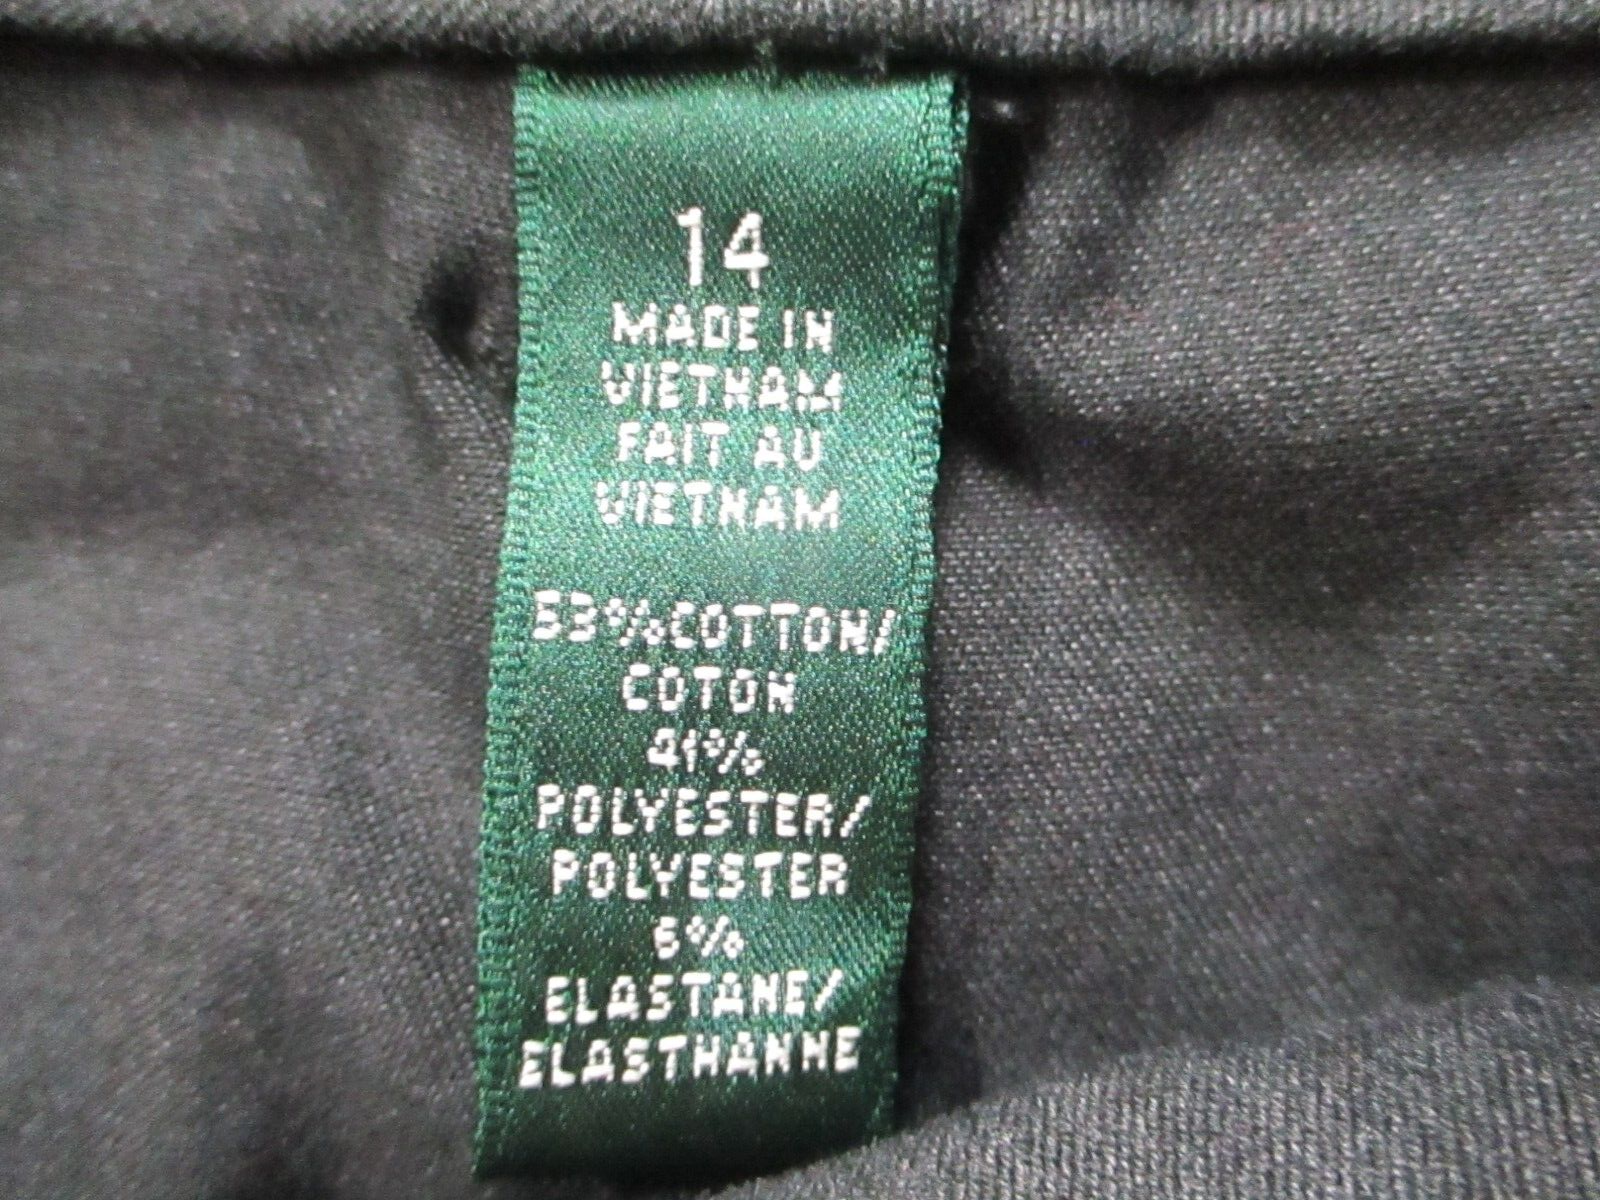 14
MADE IN
VIETNAM
FAIT AU
VIETNAM
53%COTTON/
COTON
41%
POLYESTER/
POLYESTER
6%
ELASTANE/
ELASTHANNE